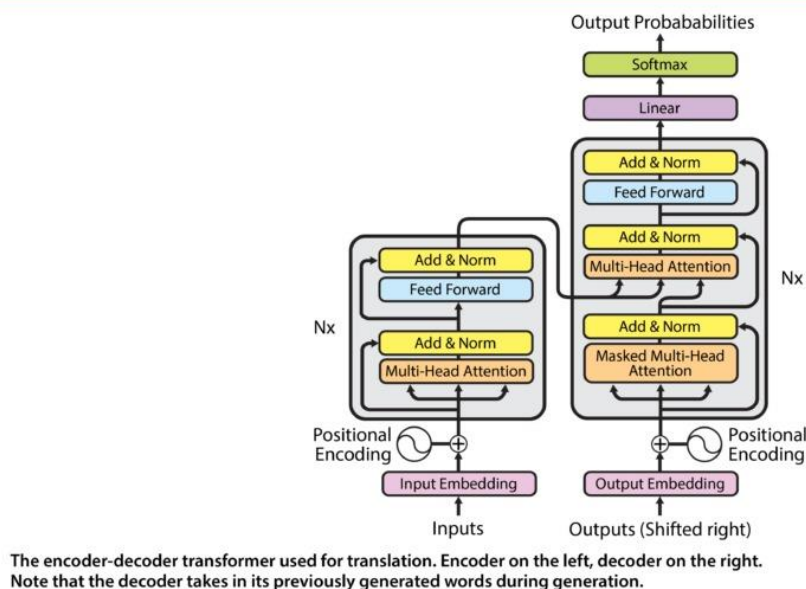 Output Probababilities
Softmax
Linear
Add & Norm
Feed Forward
Add & Norm
Multi-Head Attention
Nx
Add & Norm
Masked Multi-Head
Attention
Positional
Encoding
Output Embedding
Outputs (Shifted right)
Add & Norm
Feed Forward
Nx
Add & Norm
Multi-Head Attention
Positional
Encoding
Input Embedding
Inputs
The encoder-decoder transformer used for translation. Encoder on the left, decoder on the right.
Note that the decoder takes in its previously generated words during generation.